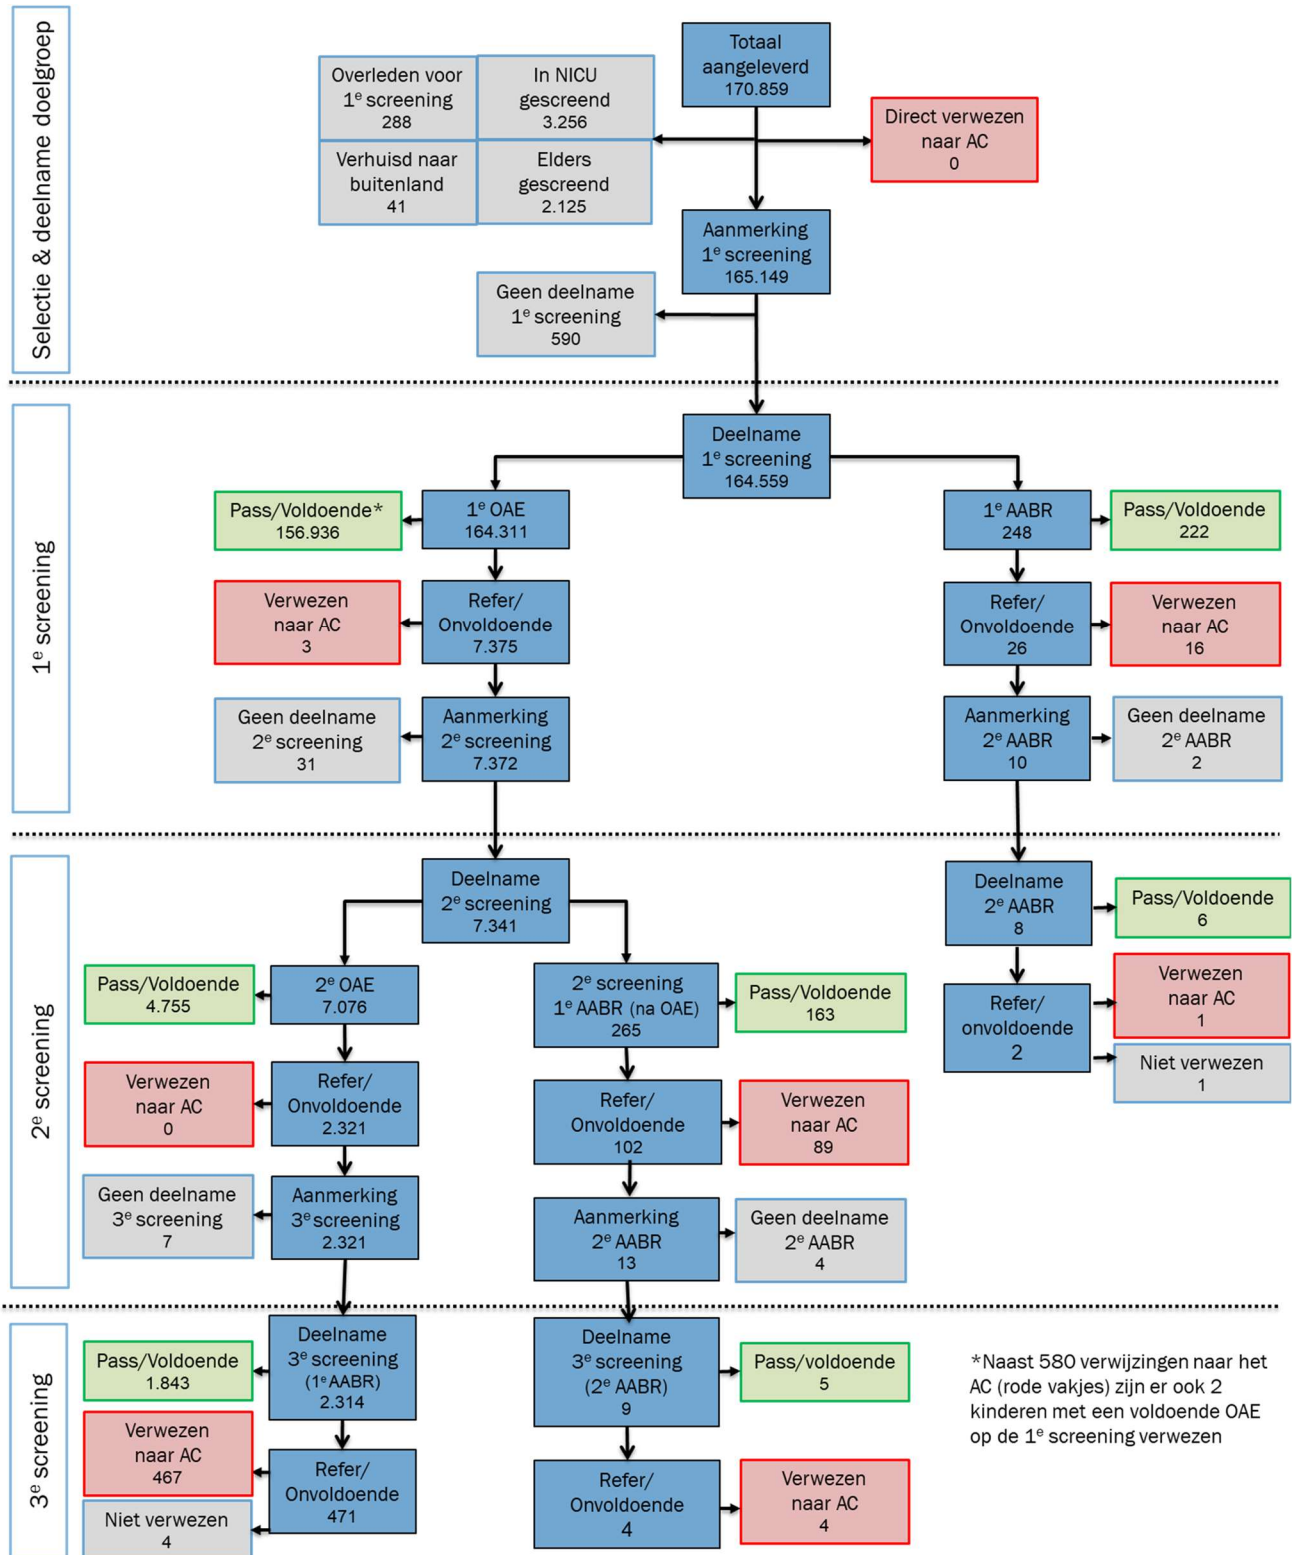 Selectie & deelname doelgroep
Totaal
aangeleverd
170.859
Overleden voor
1e screening
288
In NICU
gescreend
3.256
Verhuisd naar
buitenland
41
Elders
gescreend
2.125
Direct verwezen
naar AC
0
Aanmerking
1e screening
165.149
Geen deelname
1e screening
590
1e screening
Deelname
1e screening
164.559
Pass/Voldoende*
156.936
1e OAE
164.311
1e AABR
248
Pass/Voldoende
222
Verwezen
naar AC
3
Refer/
Onvoldoende
7.375
Refer/
Onvoldoende
26
Verwezen
naar AC
16
Geen deelname
2e screening
31
Aanmerking
2e screening
7.372
Aanmerking
2e AABR
10
Geen deelname
2e AABR
2
2e screening
Deelname
2e screening
7.341
Deelname
2e AABR
8
Pass/Voldoende
6
Pass/Voldoende
4.755
2e OAE
7.076
2e screening
1e AABR (na OAE)
265
Pass/Voldoende
163
Refer/
onvoldoende
2
Verwezen
naar AC
1
Niet verwezen
1
Verwezen
naar AC
0
Refer/
Onvoldoende
2.321
Refer/
Onvoldoende
102
Verwezen
naar AC
89
Geen deelname
3e screening
7
Aanmerking
3e screening
2.321
Aanmerking
2e AABR
13
Geen deelname
2e AABR
4
3e screening
Pass/Voldoende
1.843
Deelname
3e screening
(1e AABR)
2.314
Deelname
3e screening
(2e AABR)
9
Pass/voldoende
5
Verwezen
naar AC
467
Niet verwezen
4
Refer/
Onvoldoende
471
Refer/
Onvoldoende
4
Verwezen
naar AC
4
*Naast 580 verwijzingen naar het
AC (rode vakjes) zijn er ook 2
kinderen met een voldoende OAE
op de 1e screening verwezen